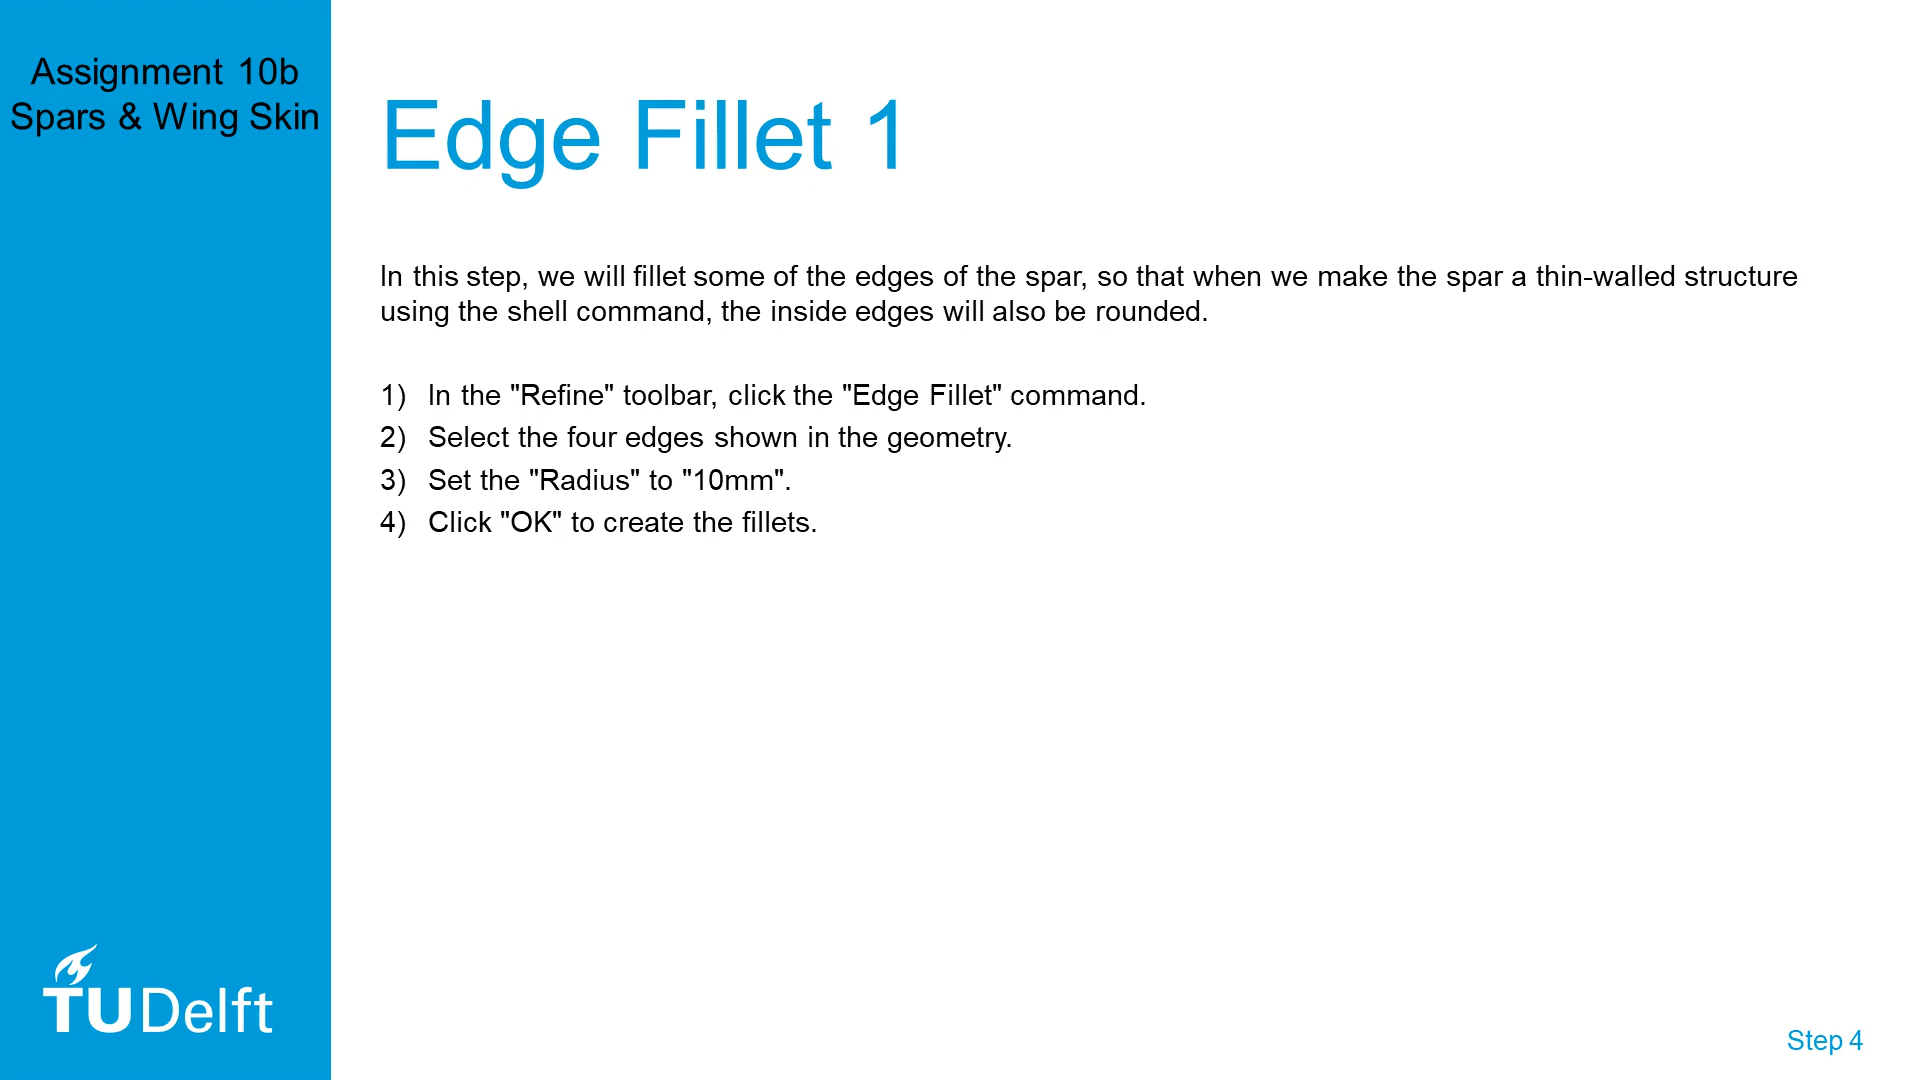 Assignment 10b
Spars & Wing Skin
Edge Fillet 1
In this step, we will fillet some of the edges of the spar, so that when we make the spar a thin-walled structure
using the shell command, the inside edges will also be rounded.
1) In the "Refine" toolbar, click the "Edge Fillet" command.
2) Select the four edges shown in the geometry.
3) Set the "Radius" to "10mm".
4) Click "OK" to create the fillets.
TUDelft
Step 4